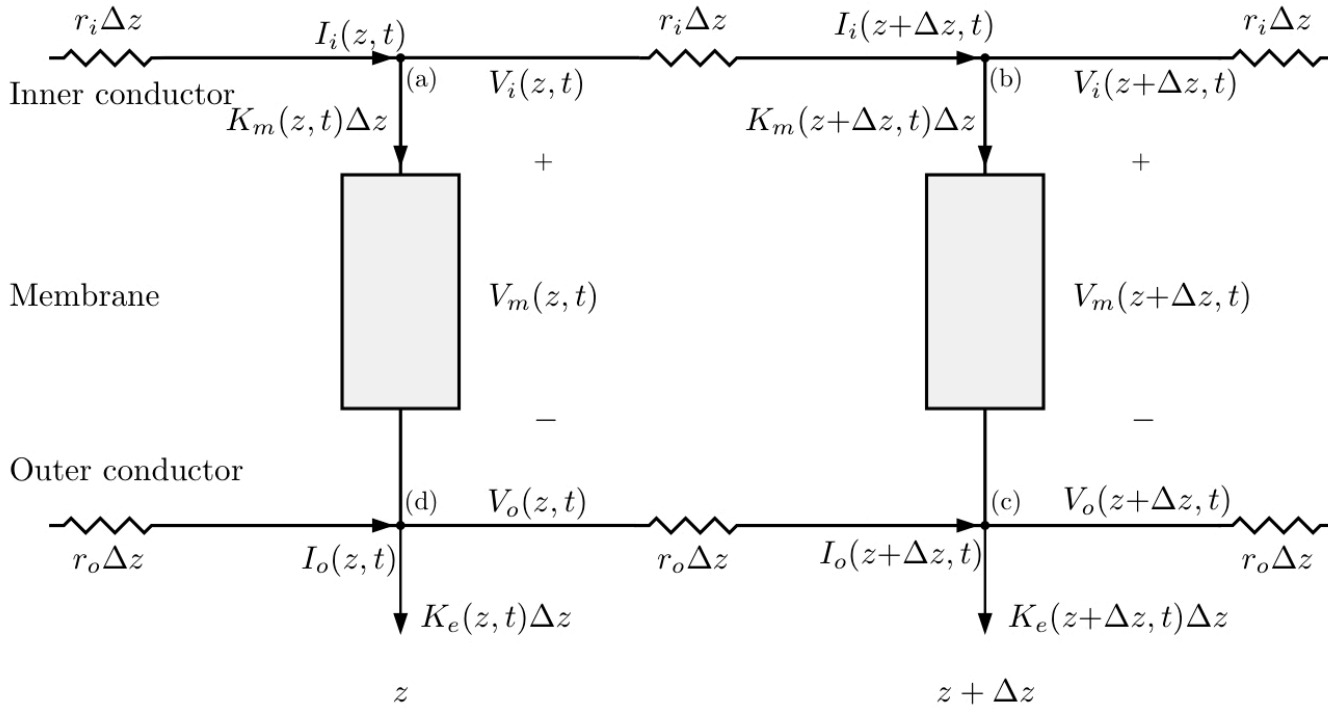 r_iΔz I_i(z, t) r_iΔz I_i(z+Δz, t) r_iΔz
(a) V_i(z, t) (b) V_i(z+Δz, t)
Inner conductor
K_m(z, t)Δz K_m(z+Δz, t)Δz
+ +
Membrane V_m(z, t) V_m(z+Δz, t)
− −
Outer conductor
(d) V_o(z, t) (c) V_o(z+Δz, t)
r_oΔz I_o(z, t) r_oΔz I_o(z+Δz, t) r_oΔz
K_e(z, t)Δz K_e(z+Δz, t)Δz
z z + Δz